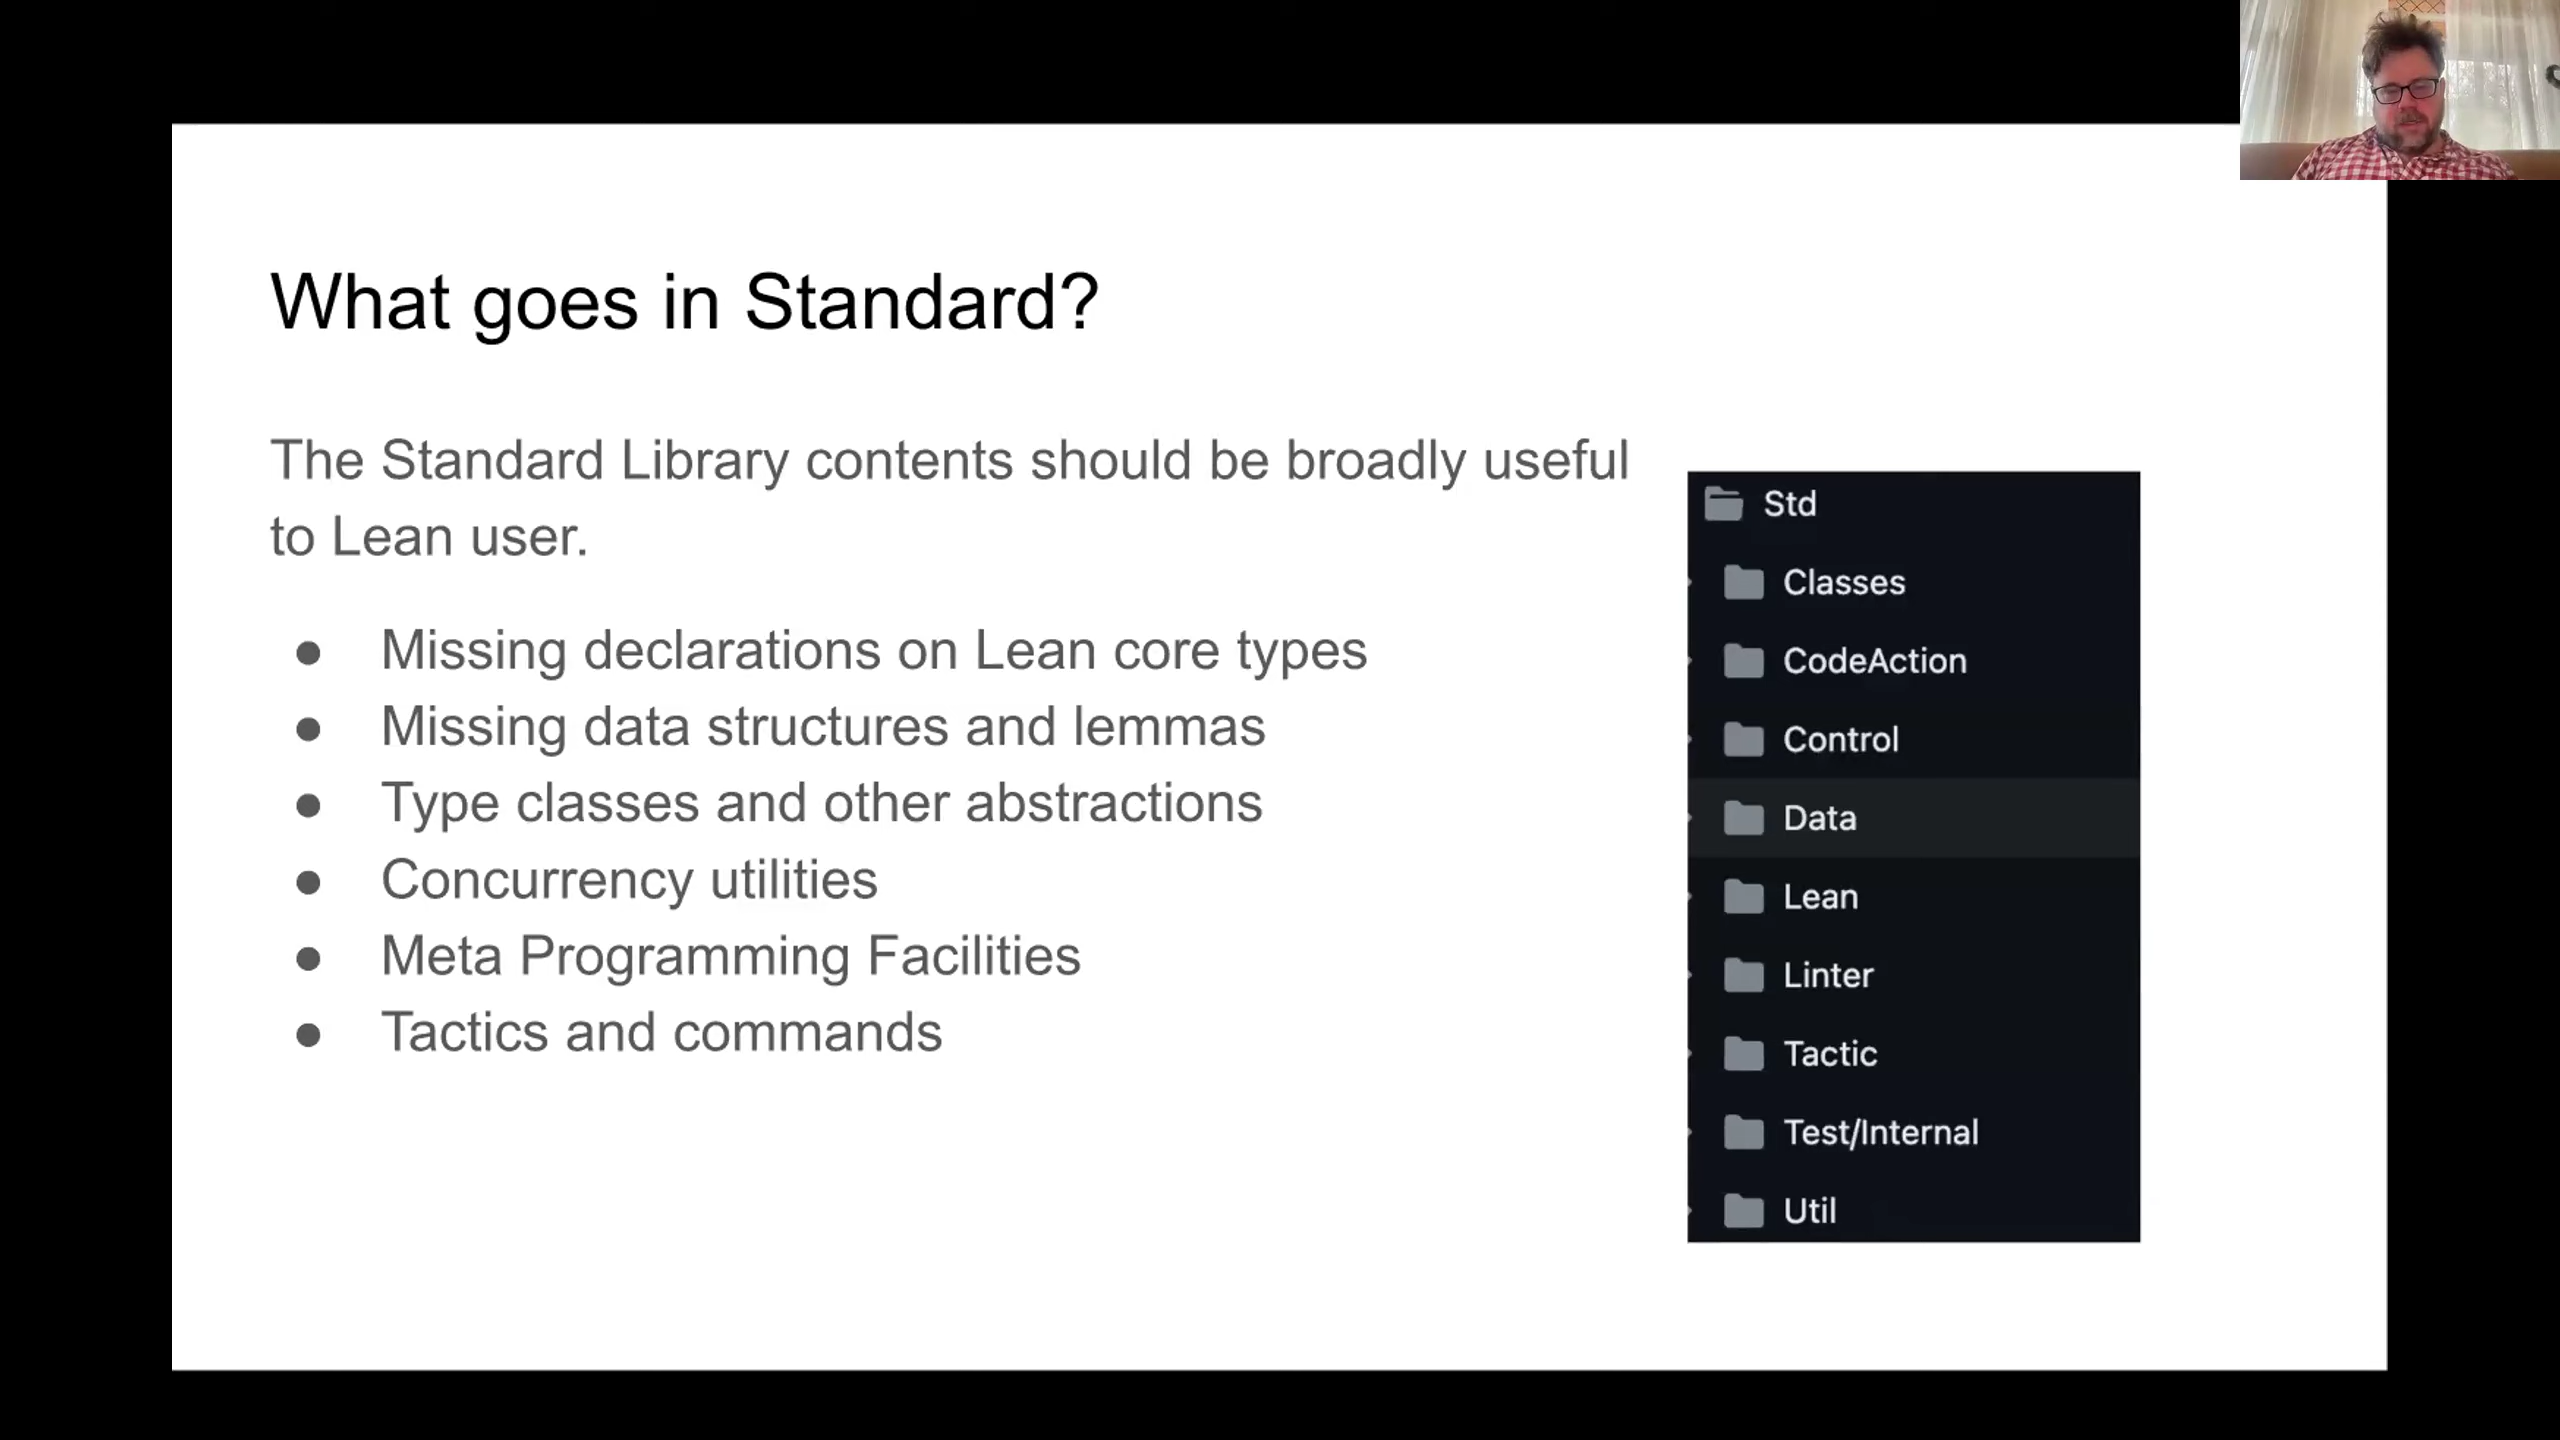 What goes in Standard?
The Standard Library contents should be broadly useful
to Lean user.
● Missing declarations on Lean core types
● Missing data structures and lemmas
● Type classes and other abstractions
● Concurrency utilities
● Meta Programming Facilities
● Tactics and commands
Std
Classes
CodeAction
Control
Data
Lean
Linter
Tactic
Test/Internal
Util